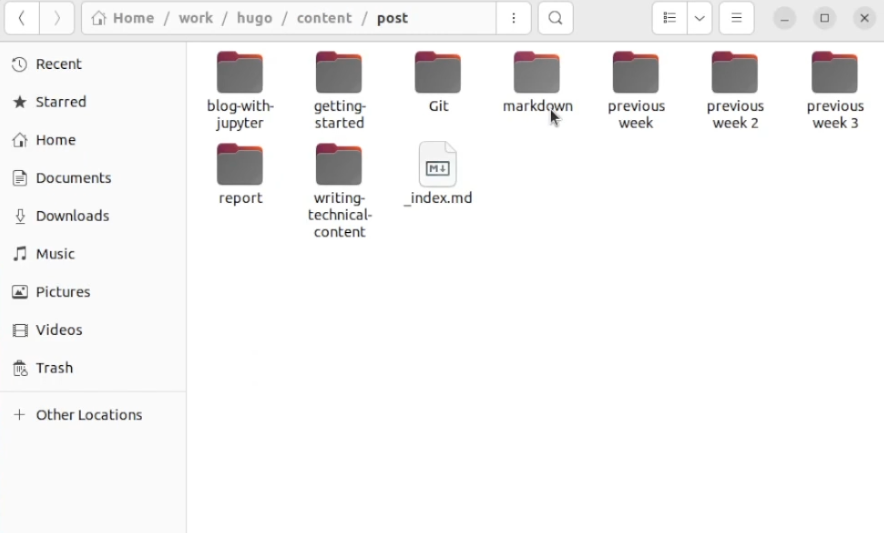 Home / work / hugo / content / post
Recent
Starred
Home
Documents
Downloads
Music
Pictures
Videos
Trash
Other Locations
blog-with-
jupyter
getting-
started
Git
markdown
previous
week
previous
week 2
previous
week 3
report
writing-
technical-
content
_index.md